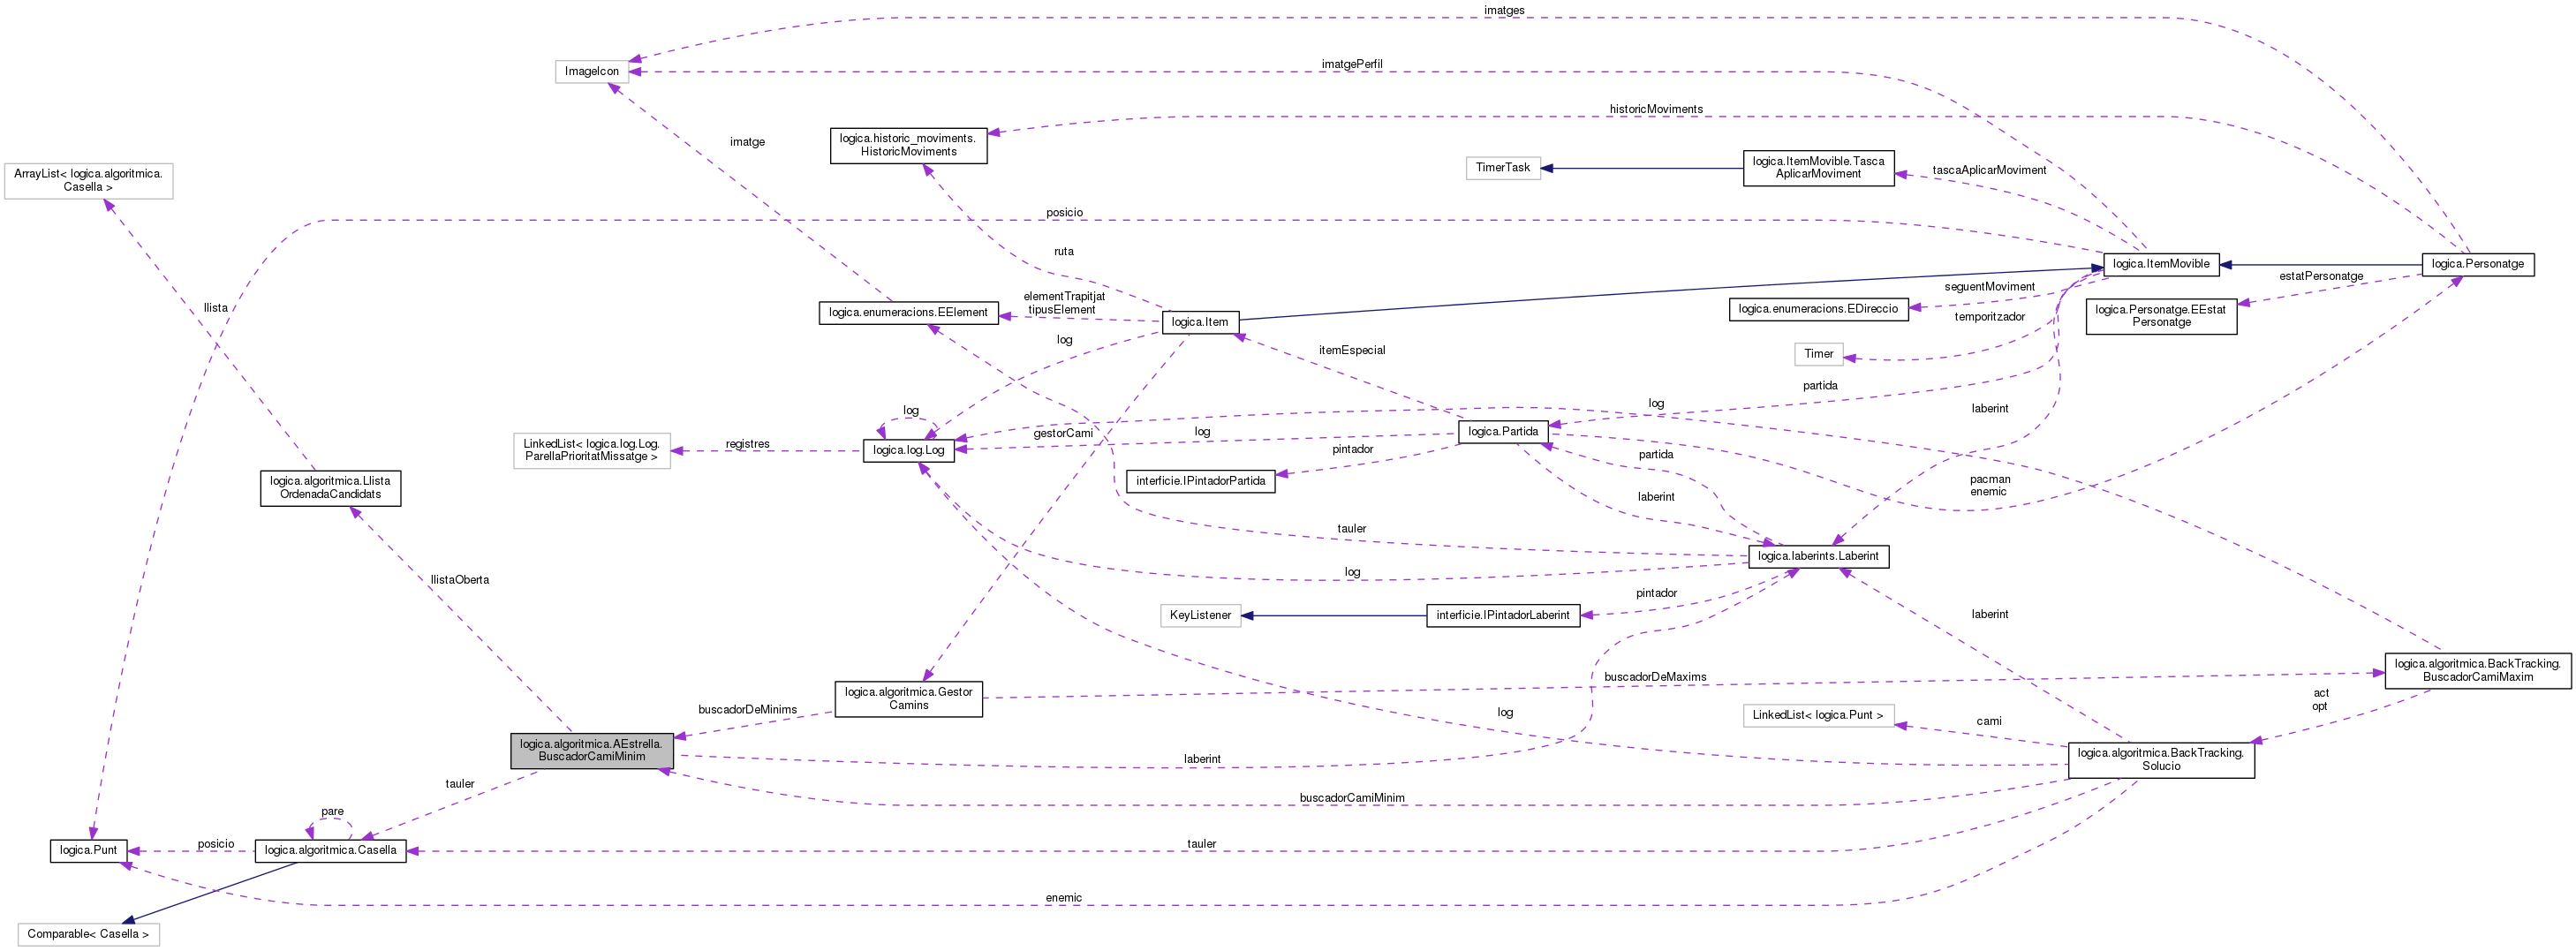 imatges
ImageIcon
imatgePerfil
historicMoviments
logica.historic_moviments.
HistoricMoviments
imatge
TimerTask
logica.ItemMovible.Tasca
AplicarMoviment
tascaAplicarMoviment
ArrayList< logica.algoritmica.
Casella >
posicio
ruta
logica.ItemMovible
logica.Personatge
estatPersonatge
seguentMoviment
elementTrapitjat
tipusElement
llista
logica.enumeracions.EElement
logica.Item
logica.enumeracions.EDireccio
logica.Personatge.EEstat
Personatge
temporitzador
log
itemEspecial
Timer
partida
log
log
laberint
gestorCami
log
logica.Partida
LinkedList< logica.log.Log.
ParellaPrioritatMissatge >
registres
logica.log.Log
pintador
partida
logica.algoritmica.Llista
OrdenadaCandidats
interficie.IPintadorPartida
pacman
enemic
laberint
tauler
logica.laberints.Laberint
llistaOberta
log
pintador
KeyListener
interficie.IPintadorLaberint
laberint
logica.algoritmica.BackTracking.
BuscadorCamiMaxim
buscadorDeMaxims
logica.algoritmica.Gestor
Camins
act
opt
buscadorDeMinims
log
LinkedList< logica.Punt >
cami
logica.algoritmica.AEstrella.
BuscadorCamiMinim
laberint
logica.algoritmica.BackTracking.
Solucio
tauler
buscadorCamiMinim
pare
posicio
logica.Punt
logica.algoritmica.Casella
tauler
enemic
Comparable< Casella >